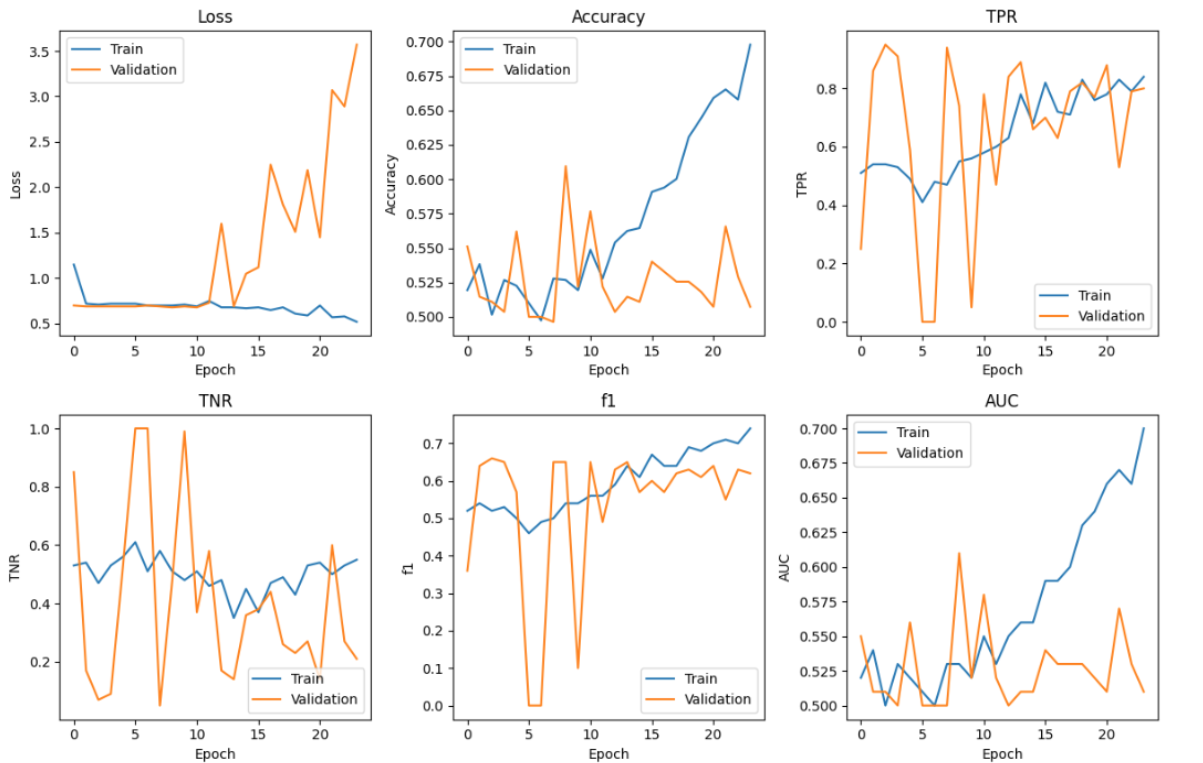 Loss
Train
Validation
3.5
3.0
2.5
2.0
1.5
1.0
0.5
Loss
0 5 10 15 20
Epoch
Accuracy
Train
Validation
0.700
0.675
0.650
0.625
0.600
0.575
0.550
0.525
0.500
Accuracy
0 5 10 15 20
Epoch
TPR
0.8
0.6
0.4
0.2
0.0
TPR
Train
Validation
0 5 10 15 20
Epoch
TNR
1.0
0.8
0.6
0.4
0.2
TNR
Train
Validation
0 5 10 15 20
Epoch
f1
0.7
0.6
0.5
0.4
0.3
0.2
0.1
0.0
f1
Train
Validation
0 5 10 15 20
Epoch
AUC
Train
Validation
0.700
0.675
0.650
0.625
0.600
0.575
0.550
0.525
0.500
AUC
0 5 10 15 20
Epoch